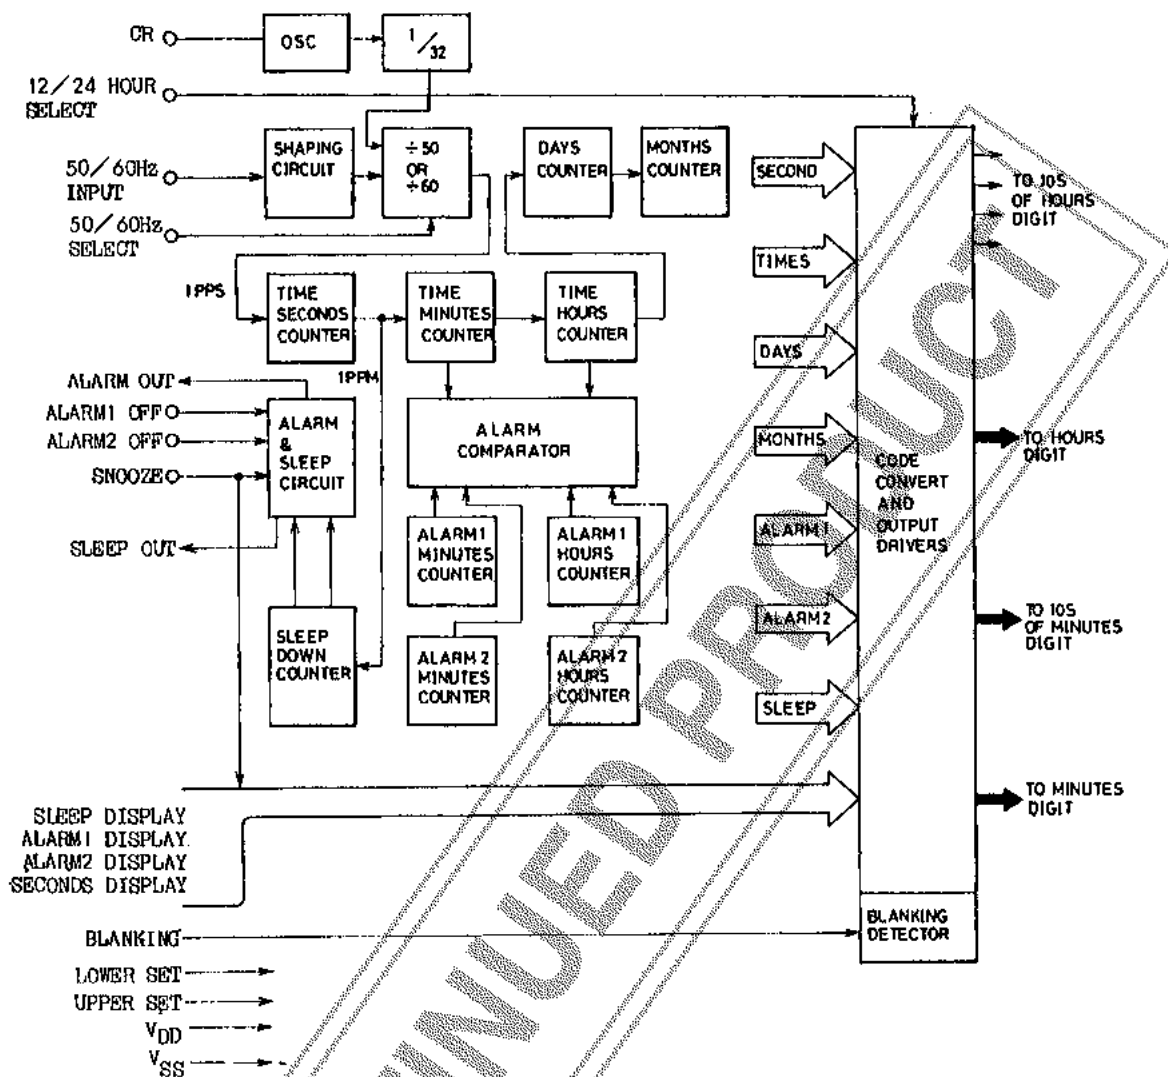 CR
OSC
1/32
12/24 HOUR
SELECT
50/60Hz
INPUT
SHAPING
CIRCUIT
÷50
OR
÷60
DAYS
COUNTER
MONTHS
COUNTER
50/60Hz
SELECT
SECOND
TO 10S
OF HOURS
DIGIT
TIMES
1PPS
TIME
SECONDS
COUNTER
TIME
MINUTES
COUNTER
TIME
HOURS
COUNTER
DAYS
1PPM
ALARM OUT
ALARM1 OFF
ALARM2 OFF
SNOOZE
SLEEP OUT
ALARM
&
SLEEP
CIRCUIT
ALARM
COMPARATOR
MONTHS
CODE
CONVERT
AND
OUTPUT
DRIVERS
TO HOURS
DIGIT
ALARM1
MINUTES
COUNTER
ALARM1
HOURS
COUNTER
ALARM1
SLEEP
DOWN
COUNTER
ALARM2
MINUTES
COUNTER
ALARM2
HOURS
COUNTER
ALARM2
TO 10S
OF MINUTES
DIGIT
SLEEP
TO MINUTES
DIGIT
SLEEP DISPLAY
ALARM1 DISPLAY
ALARM2 DISPLAY
SECONDS DISPLAY
BLANKING
BLANKING
DETECTOR
LOWER SET
UPPER SET
VDD
VSS
INUED PRODUCT